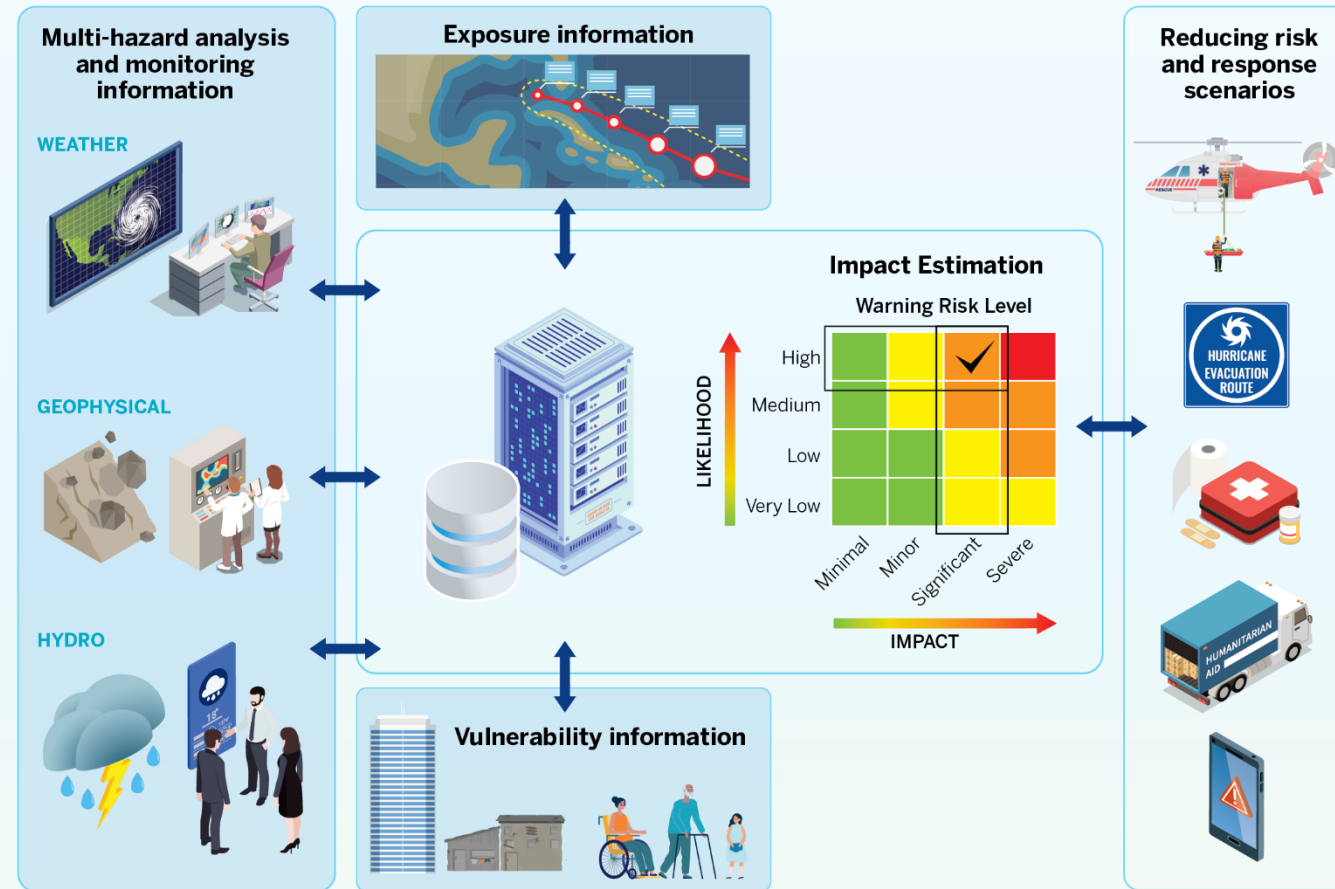 Multi-hazard analysis
and monitoring
information
WEATHER
GEOPHYSICAL
HYDRO
18°
Exposure information
Impact Estimation
Warning Risk Level
LIKELIHOOD
High
Medium
Low
Very Low
Minimal
Minor
Significant
Severe
IMPACT
Vulnerability information
Reducing risk
and response
scenarios
RESCUE
HURRICANE
EVACUATION
ROUTE
HUMANITARIAN
AID